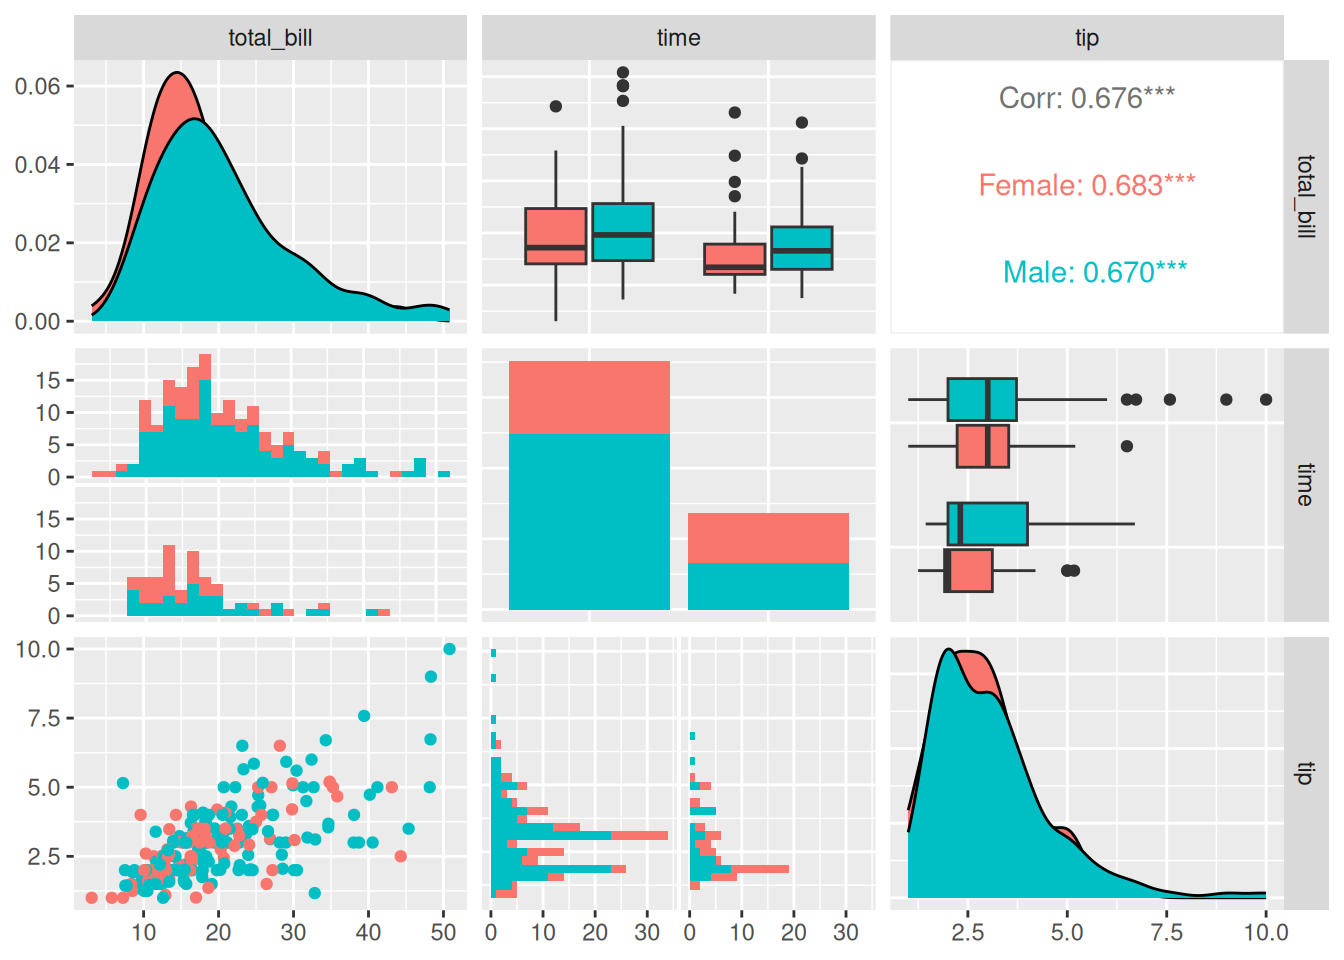 total_bill
time
tip
0.06
0.04
0.02
0.00
Corr: 0.676***
Female: 0.683***
Male: 0.670***
total_bill
15
10
5
0
15
10
5
0
time
10.0
7.5
5.0
2.5
tip
10 20 30 40 50
0 10 20 30 0 10 20 30
2.5 5.0 7.5 10.0